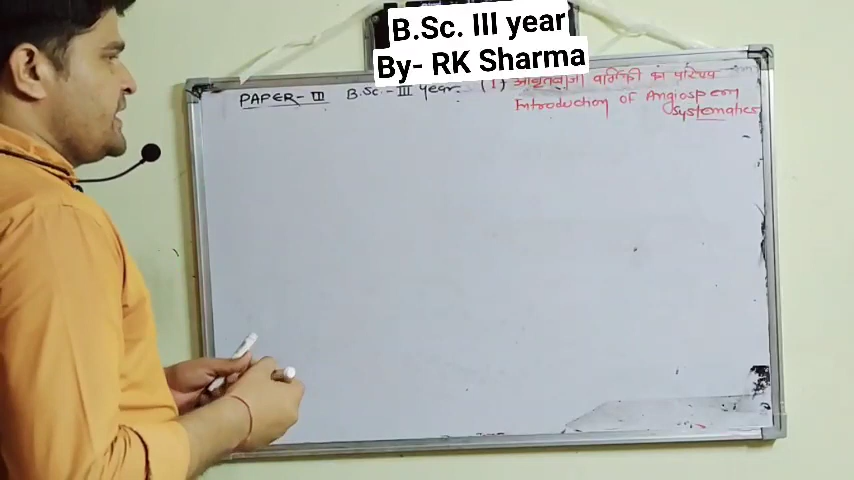 B.Sc. III year
By- RK Sharma
PAPER-III B.Sc.-III year (1) आवृतबीजी वर्गिकी का परिचय
Introduction of Angiosperm
Systematics